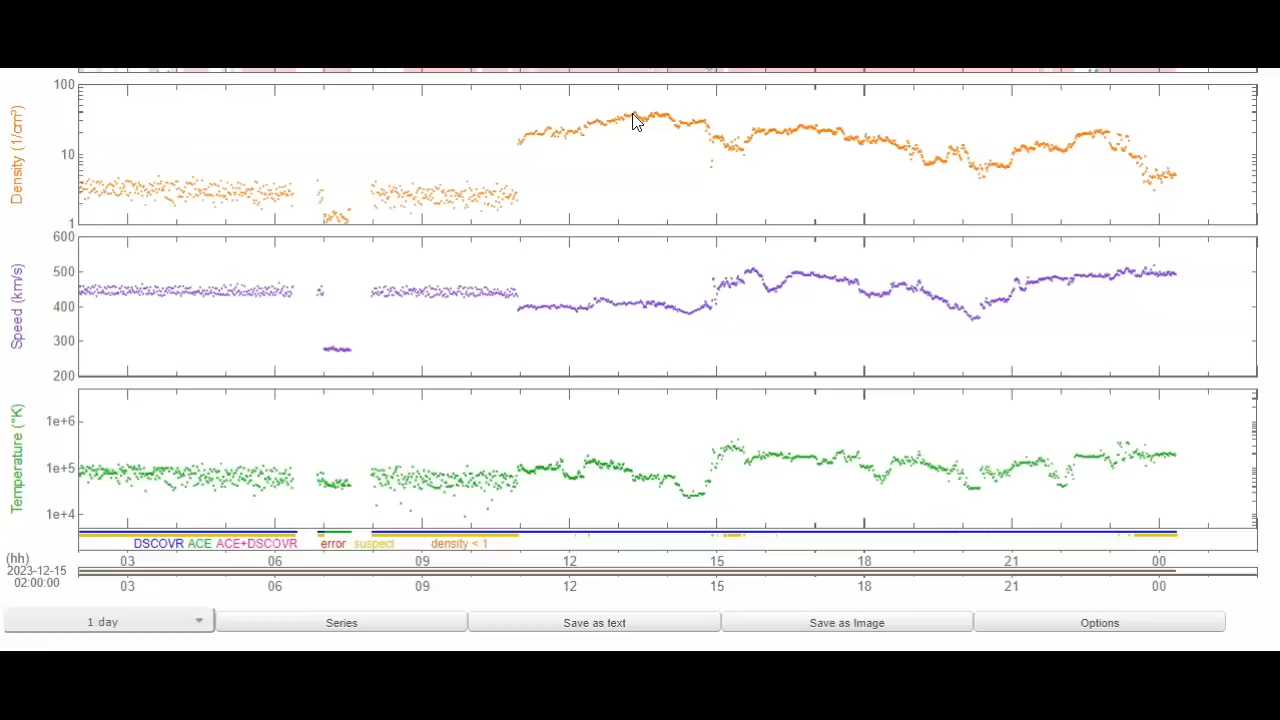 100
10
1
Density (1/cm³)
600
500
400
300
200
Speed (km/s)
1e+6
1e+5
1e+4
Temperature (°K)
DSCOVR ACE ACE+DSCOVR error suspect density < 1
(hh) 03 06 09 12 15 18 21 00
2023-12-15
02:00:00
03 06 09 12 15 18 21 00
1 day Series Save as text Save as Image Options